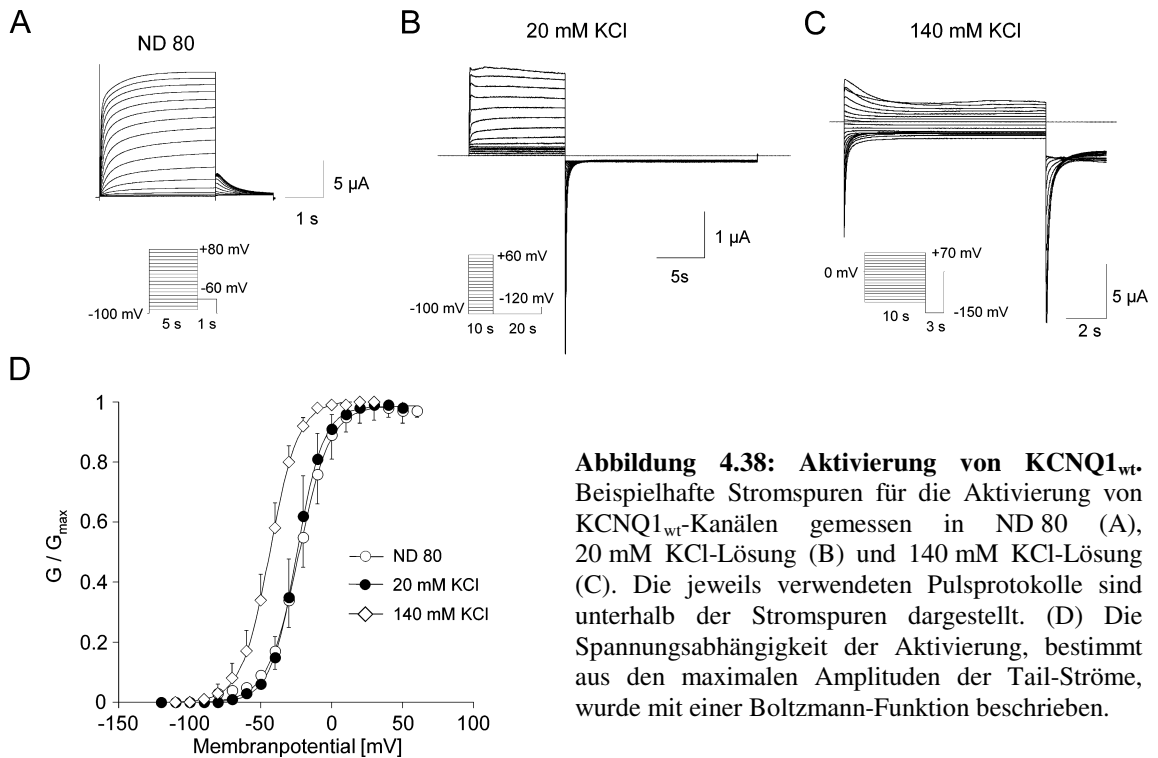 A
ND 80
5 µA
1 s
+80 mV
-60 mV
-100 mV
5 s
1 s
B
20 mM KCl
1 µA
5s
+60 mV
-120 mV
-100 mV
10 s
20 s
C
140 mM KCl
+70 mV
0 mV
10 s
3 s
-150 mV
5 µA
2 s
D
1
0.8
0.6
0.4
0.2
0
G / Gmax
-150
-100
-50
0
50
100
Membranpotential [mV]
ND 80
20 mM KCl
140 mM KCl
Abbildung 4.38: Aktivierung von KCNQ1wt.
Beispielhafte Stromspuren für die Aktivierung von
KCNQ1wt-Kanälen gemessen in ND 80 (A),
20 mM KCl-Lösung (B) und 140 mM KCl-Lösung
(C). Die jeweils verwendeten Pulsprotokolle sind
unterhalb der Stromspuren dargestellt. (D) Die
Spannungsabhängigkeit der Aktivierung, bestimmt
aus den maximalen Amplituden der Tail-Ströme,
wurde mit einer Boltzmann-Funktion beschrieben.